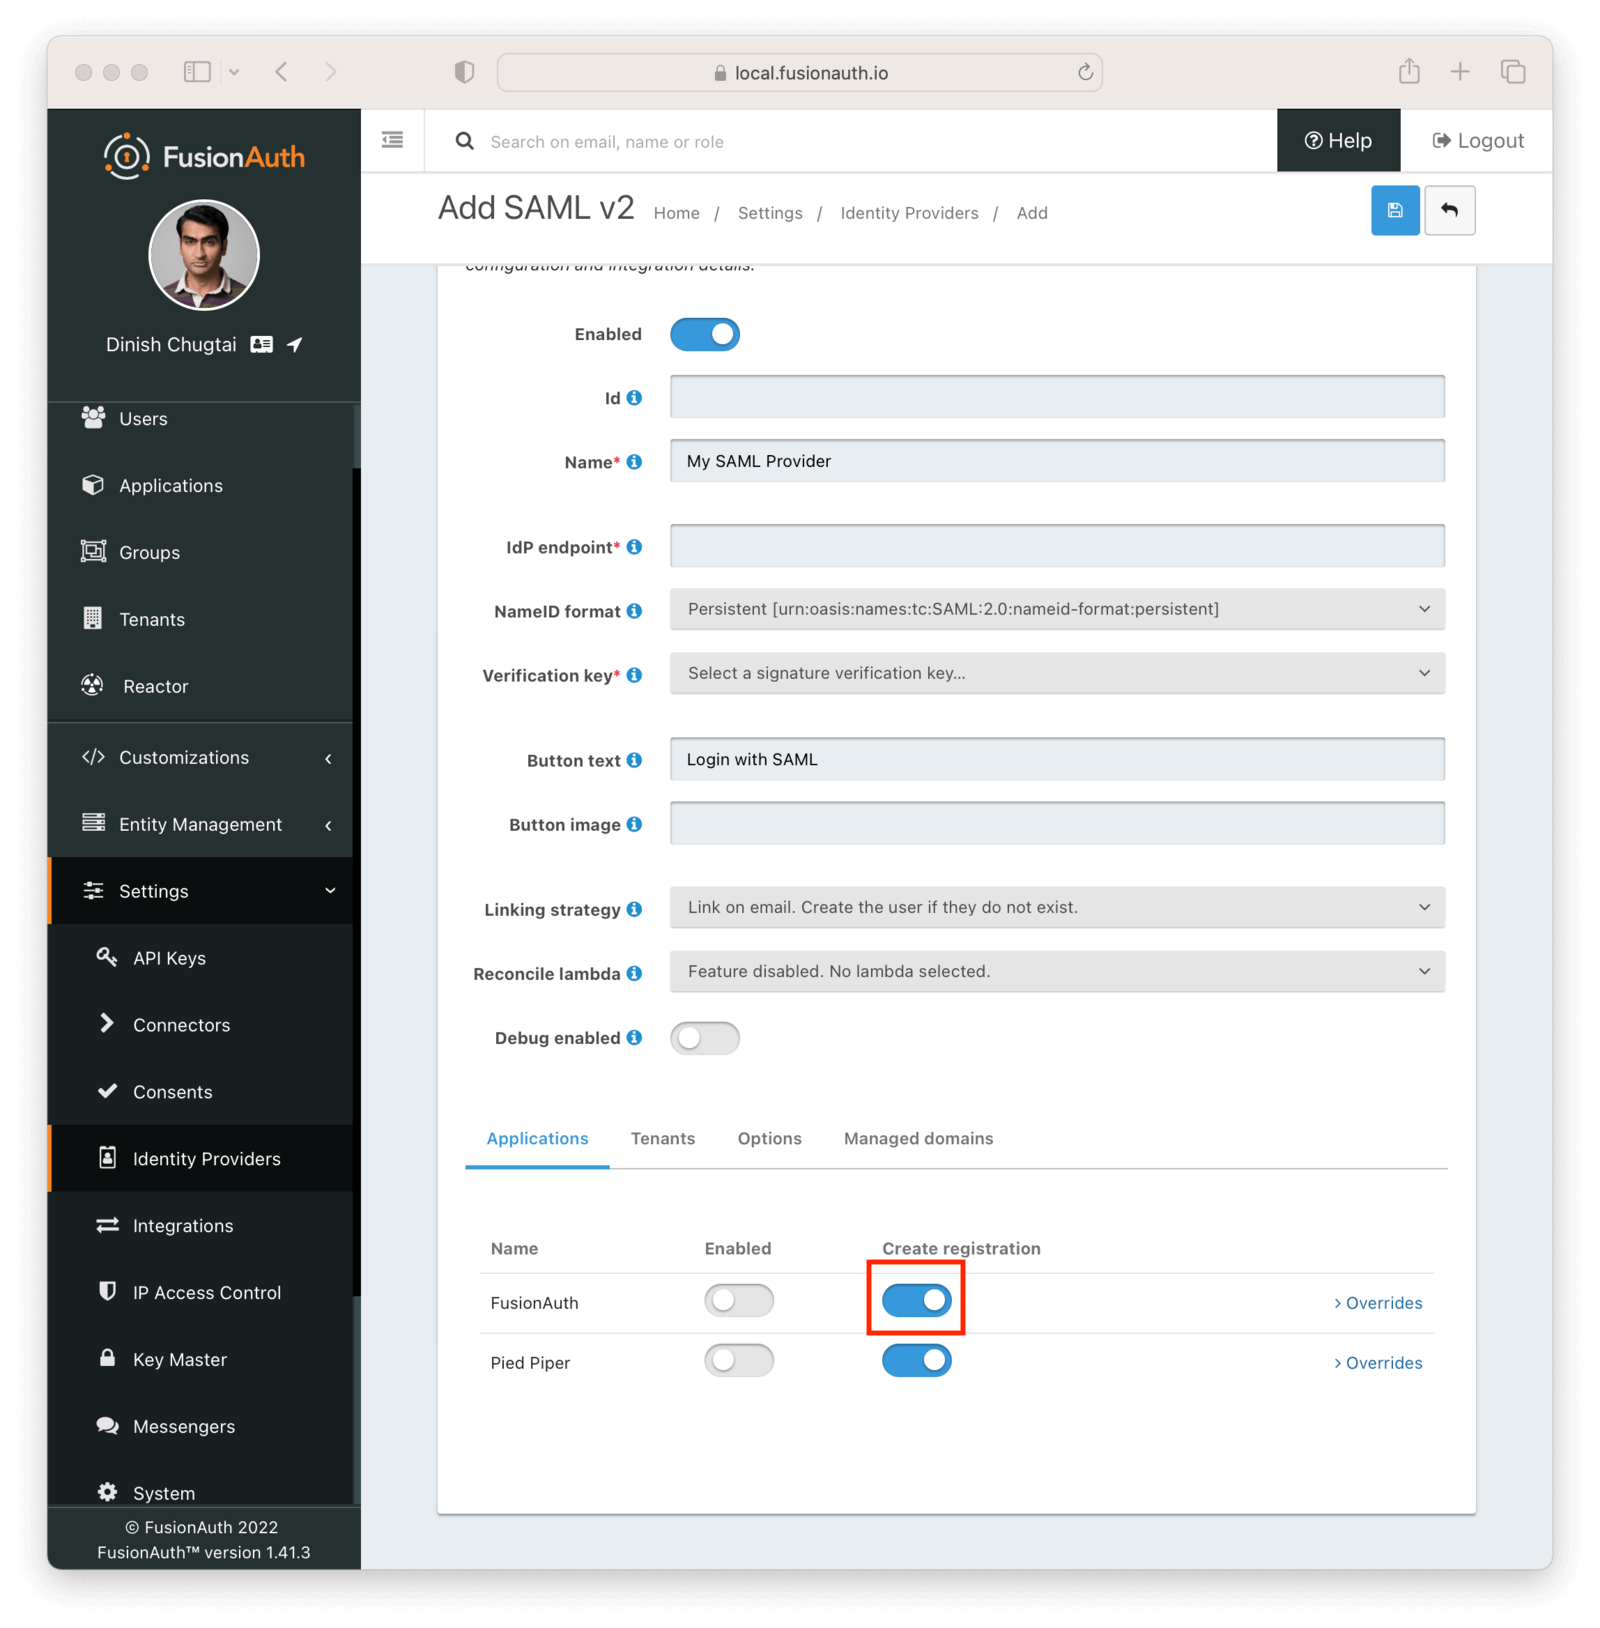 local.fusionauth.io
FusionAuth
Search on email, name or role
Help
Logout
Add SAML v2
Home / Settings / Identity Providers / Add
configuration and integration details.
Dinish Chugtai
Users
Applications
Groups
Tenants
Reactor
Customizations
Entity Management
Settings
API Keys
Connectors
Consents
Identity Providers
Integrations
IP Access Control
Key Master
Messengers
System
© FusionAuth 2022
FusionAuth™ version 1.41.3
Enabled
Id
Name* My SAML Provider
IdP endpoint*
NameID format Persistent [urn:oasis:names:tc:SAML:2.0:nameid-format:persistent]
Verification key* Select a signature verification key...
Button text Login with SAML
Button image
Linking strategy Link on email. Create the user if they do not exist.
Reconcile lambda Feature disabled. No lambda selected.
Debug enabled
Applications Tenants Options Managed domains
Name Enabled Create registration
FusionAuth > Overrides
Pied Piper > Overrides